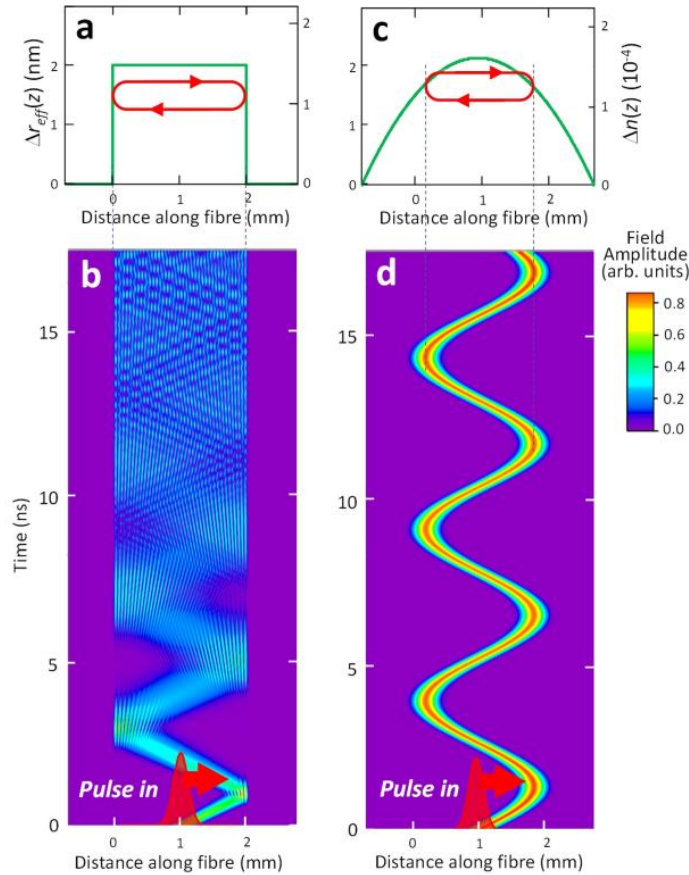 a
Δr_eff(z) (nm)
2
1
0
2
1
0
0 1 2
Distance along fibre (mm)
c
2
1
0
2
1
0
Δn(z) (10⁻⁴)
0 1 2
Distance along fibre (mm)
b
Time (ns)
15
10
5
0
Pulse in
0 1 2
Distance along fibre (mm)
d
15
10
5
0
Pulse in
0 1 2
Distance along fibre (mm)
Field
Amplitude
(arb. units)
0.8
0.6
0.4
0.2
0.0